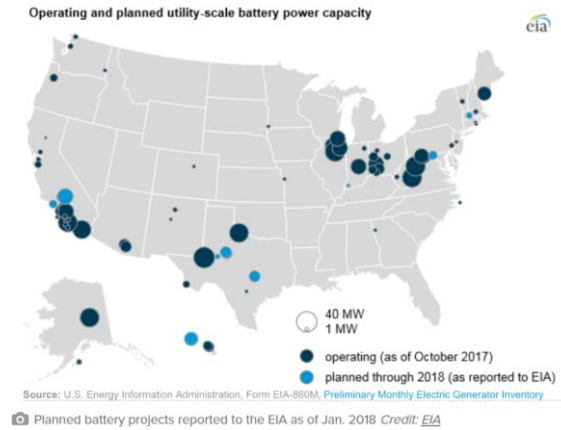 Operating and planned utility-scale battery power capacity
eia
40 MW
1 MW
operating (as of October 2017)
planned through 2018 (as reported to EIA)
Source: U.S. Energy Information Administration, Form EIA-860M, Preliminary Monthly Electric Generator Inventory
Planned battery projects reported to the EIA as of Jan. 2018 Credit: EIA